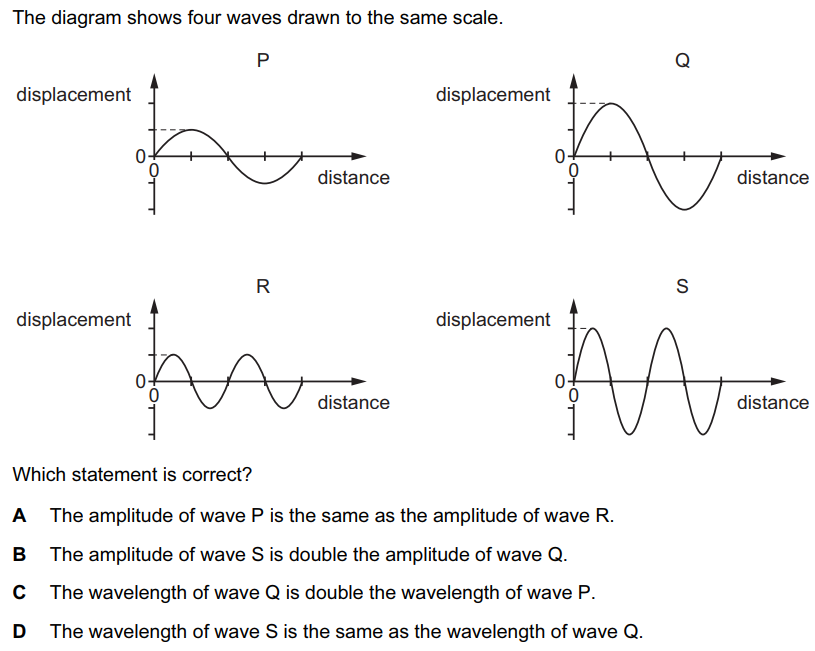 The diagram shows four waves drawn to the same scale.
P
displacement
0
0
distance
Q
displacement
0
0
distance
R
displacement
0
0
distance
S
displacement
0
0
distance
Which statement is correct?
A The amplitude of wave P is the same as the amplitude of wave R.
B The amplitude of wave S is double the amplitude of wave Q.
C The wavelength of wave Q is double the wavelength of wave P.
D The wavelength of wave S is the same as the wavelength of wave Q.